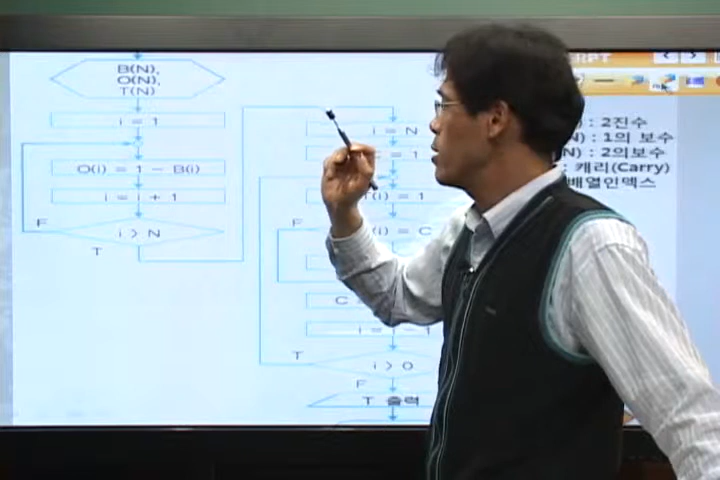 B(N),
O(N),
T(N)
i = 1
O(i) = 1 - B(i)
i = i + 1
F
i > N
T
i = N
= 1
T(i) = 1
F
(i) = C
C
i = i - 1
T
i > 0
F
T 출력
: 2진수
N) : 1의 보수
N) : 2의보수
: 캐리(Carry)
배열인덱스